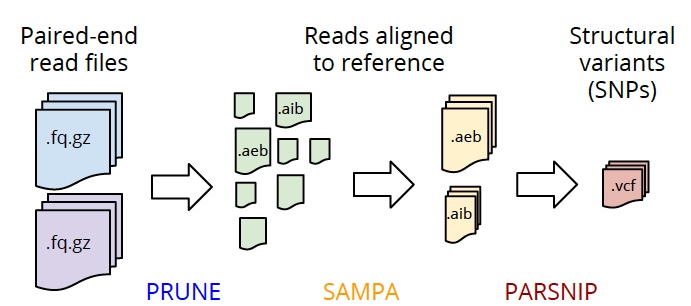 Paired-end
read files
Reads aligned
to reference
Structural
variants
(SNPs)
.fq.gz
.fq.gz
.aib
.aeb
.aeb
.aib
.vcf
PRUNE
SAMPA
PARSNIP